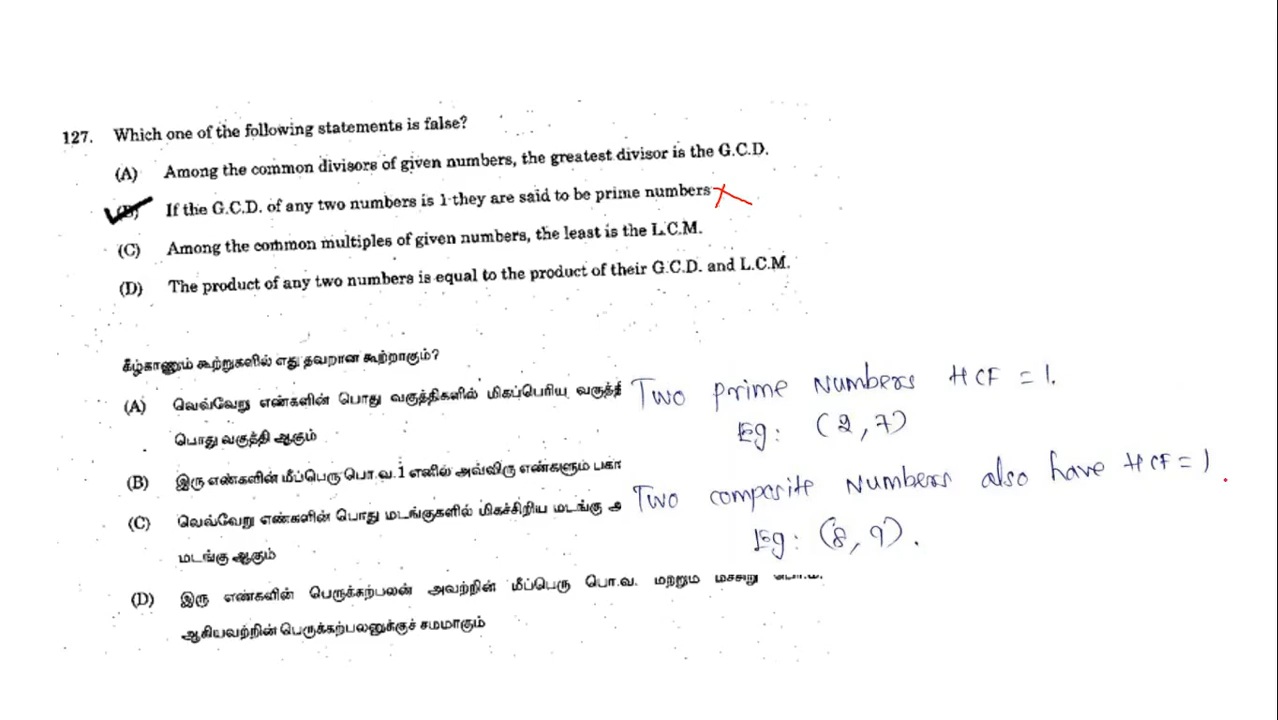 127. Which one of the following statements is false?
(A) Among the common divisors of given numbers, the greatest divisor is the G.C.D.
(B) If the G.C.D. of any two numbers is 1 they are said to be prime numbers
(C) Among the common multiples of given numbers, the least is the L.C.M.
(D) The product of any two numbers is equal to the product of their G.C.D. and L.C.M.
கீழ்காணும் கூற்றுகளில் எது தவறான கூற்றாகும்?
(A) வெவ்வேறு எண்களின் பொது வகுத்திகளில் மிகப்பெரிய வகுத்தி
பொது வகுத்தி ஆகும்
Two prime Numbers HCF = 1.
Eg: (2, 7)
(B) இரு எண்களின் மீப்பெரு பொ.வ. 1 எனில் அவ்விரு எண்களும் பகா
(C) வெவ்வேறு எண்களின் பொது மடங்குகளில் மிகச்சிறிய மடங்கு
மடங்கு ஆகும்
Two composite Numbers also have HCF = 1
Eg: (8, 9).
(D) இரு எண்களின் பெருக்கற்பலன் அவற்றின் மீப்பெரு பொ.வ. மற்றும்
ஆகியவற்றின் பெருக்கற்பலனுக்குச் சமமாகும்